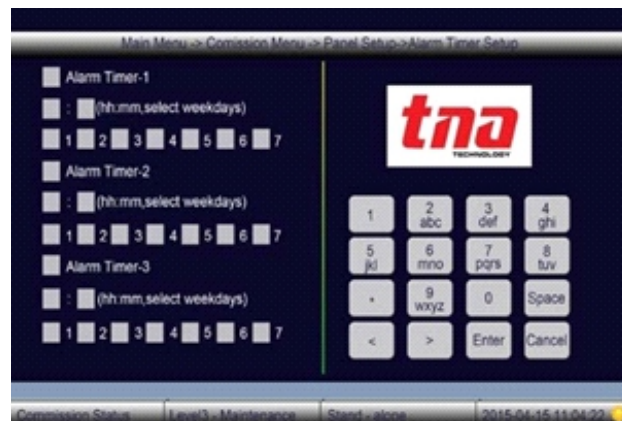 Main Menu -> Comission Menu -> Panel Setup->Alarm Timer Setup
Alarm Timer-1
: (hh:mm,select weekdays)
1 2 3 4 5 6 7
Alarm Timer-2
: (hh:mm,select weekdays)
1 2 3 4 5 6 7
Alarm Timer-3
: (hh:mm,select weekdays)
1 2 3 4 5 6 7
tna
TECHNOLOGY
1 2 3 4
abc def ghi
5 6 7 8
jkl mno pqrs tuv
. 9 0 Space
wxyz
< > Enter Cancel
Commission Status Level3 - Maintenance Stand - alone 2015-04-15 11:04:22